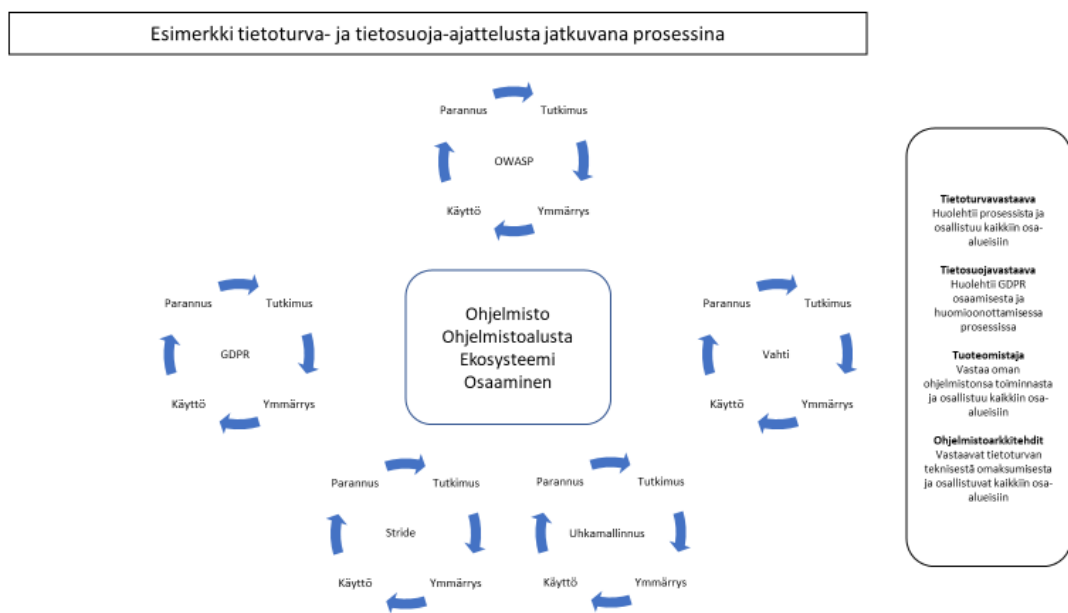 Esimerkki tietoturva- ja tietosuoja-ajattelusta jatkuvana prosessina
Parannus
Tutkimus
OWASP
Käyttö
Ymmärrys
Parannus
Tutkimus
GDPR
Käyttö
Ymmärrys
Ohjelmisto
Ohjelmistoalusta
Ekosysteemi
Osaaminen
Parannus
Tutkimus
Vahti
Käyttö
Ymmärrys
Parannus
Tutkimus
Stride
Käyttö
Ymmärrys
Parannus
Tutkimus
Uhkamallinnus
Käyttö
Ymmärrys
Tietoturvavastaava
Huolehtii prosessista ja
osallistuu kaikkiin osa-
alueisiin
Tietosuojavastaava
Huolehtii GDPR
osaamisesta ja
huomioonottamisessa
prosessissa
Tuoteomistaja
Vastaa oman
ohjelmistonsa toiminnasta
ja osallistuu kaikkiin osa-
alueisiin
Ohjelmistoarkkitehdit
Vastaavat tietoturvan
teknisestä omaksumisesta
ja osallistuvat kaikkiin osa-
alueisiin